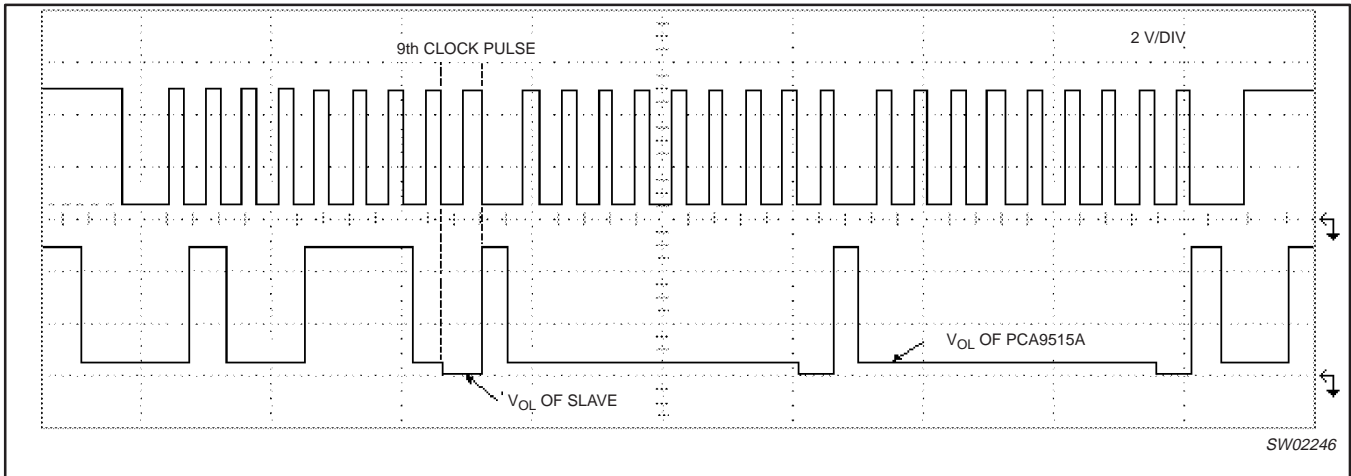 9th CLOCK PULSE
2 V/DIV
VOL OF PCA9515A
VOL OF SLAVE
SW02246